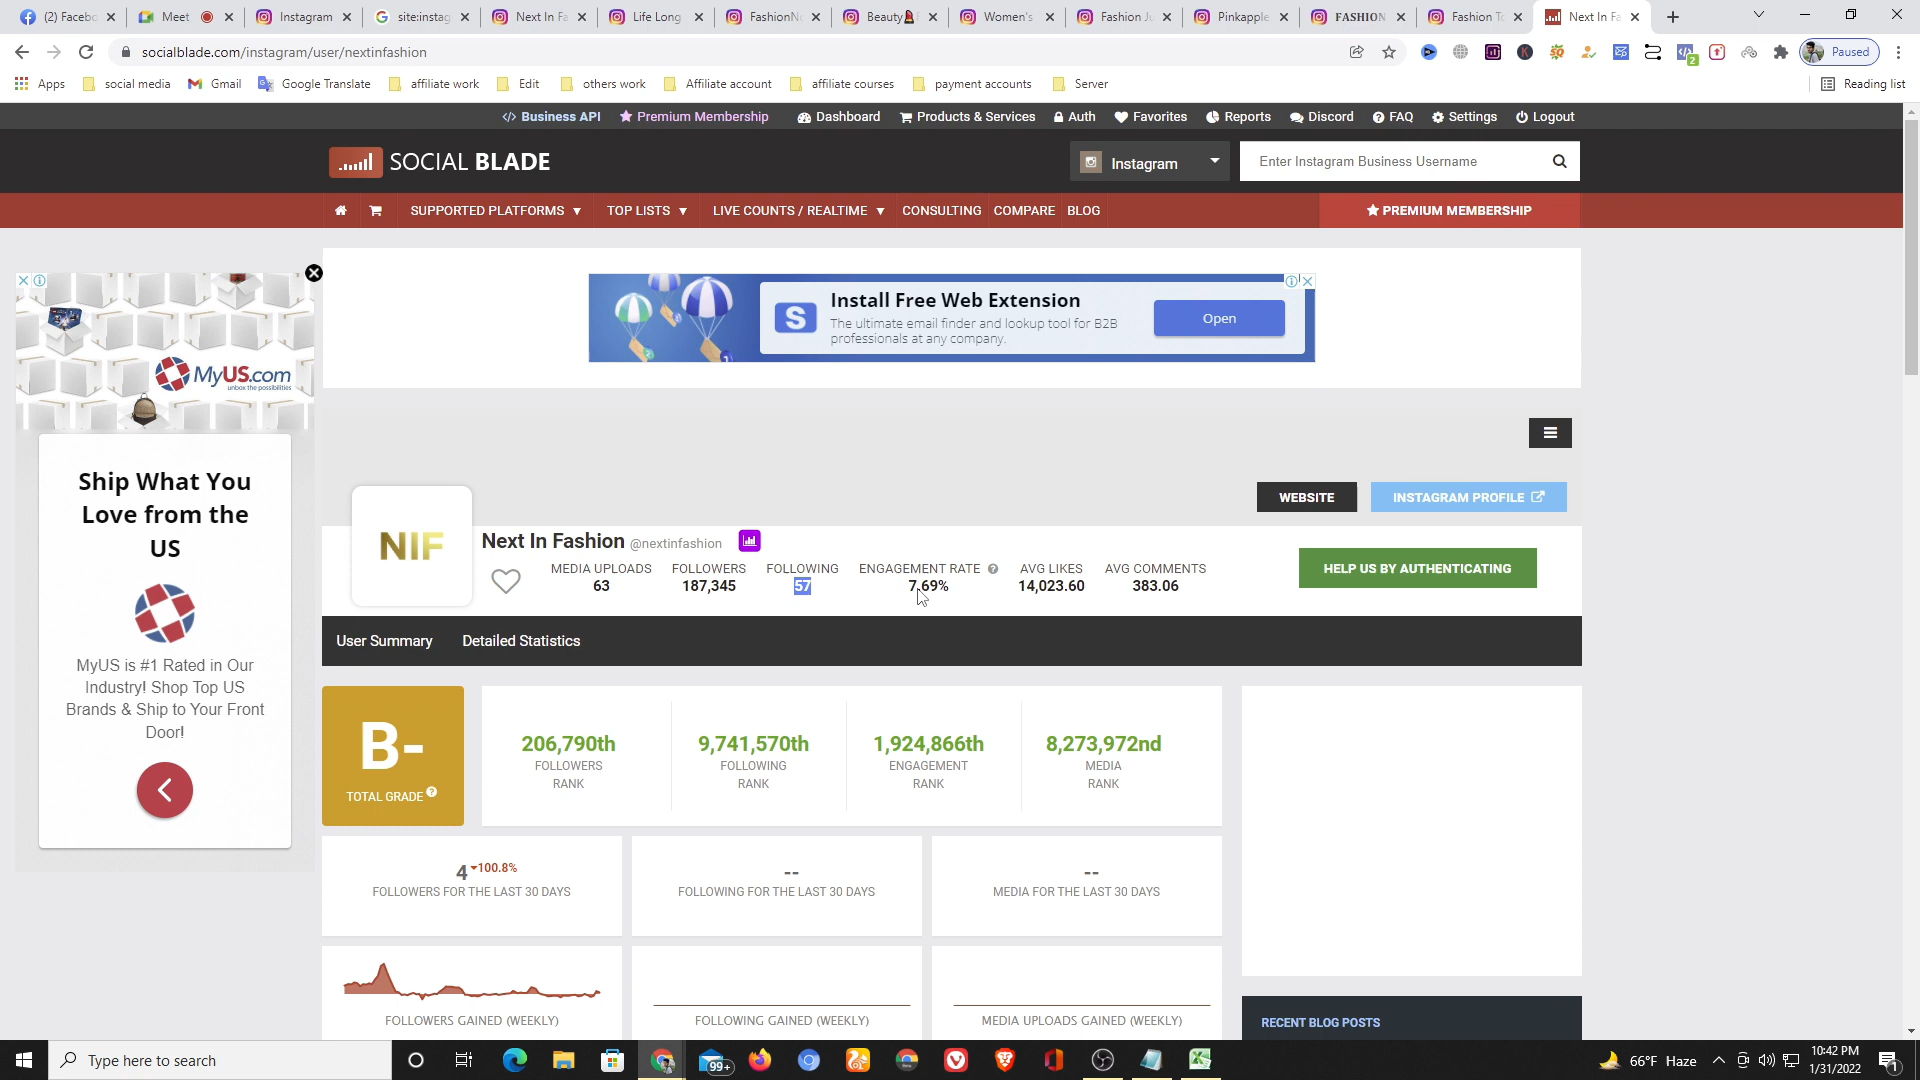 (2) Faceb
Meet
Instagram
site:instag
Next In Fa
Life Long
FashionNo
Beauty
Women's
Fashion Ju
Pinkapple
FASHION
Fashion To
Next In Fa
socialblade.com/instagram/user/nextinfashion
2
Paused
Apps
social media
Gmail
Google Translate
affiliate work
Edit
others work
Affiliate account
affiliate courses
payment accounts
Server
Reading list
</> Business API
Premium Membership
Dashboard
Products & Services
Auth
Favorites
Reports
Discord
FAQ
Settings
Logout
SOCIAL BLADE
Instagram
Enter Instagram Business Username
SUPPORTED PLATFORMS
TOP LISTS
LIVE COUNTS / REALTIME
CONSULTING
COMPARE
BLOG
PREMIUM MEMBERSHIP
S
Install Free Web Extension
The ultimate email finder and lookup tool for B2B
professionals at any company.
Open
MyUS.com
unbox the possibilities
Ship What You
Love from the
US
MyUS is #1 Rated in Our
Industry! Shop Top US
Brands & Ship to Your Front
Door!
WEBSITE
INSTAGRAM PROFILE
NIF
Next In Fashion @nextinfashion
MEDIA UPLOADS
63
FOLLOWERS
187,345
FOLLOWING
57
ENGAGEMENT RATE
7.69%
AVG LIKES
14,023.60
AVG COMMENTS
383.06
HELP US BY AUTHENTICATING
User Summary
Detailed Statistics
B-
TOTAL GRADE
206,790th
FOLLOWERS
RANK
9,741,570th
FOLLOWING
RANK
1,924,866th
ENGAGEMENT
RANK
8,273,972nd
MEDIA
RANK
4 -100.8%
FOLLOWERS FOR THE LAST 30 DAYS
--
FOLLOWING FOR THE LAST 30 DAYS
--
MEDIA FOR THE LAST 30 DAYS
FOLLOWERS GAINED (WEEKLY)
FOLLOWING GAINED (WEEKLY)
MEDIA UPLOADS GAINED (WEEKLY)
RECENT BLOG POSTS
Type here to search
99+
66°F Haze
10:42 PM
1/31/2022
1